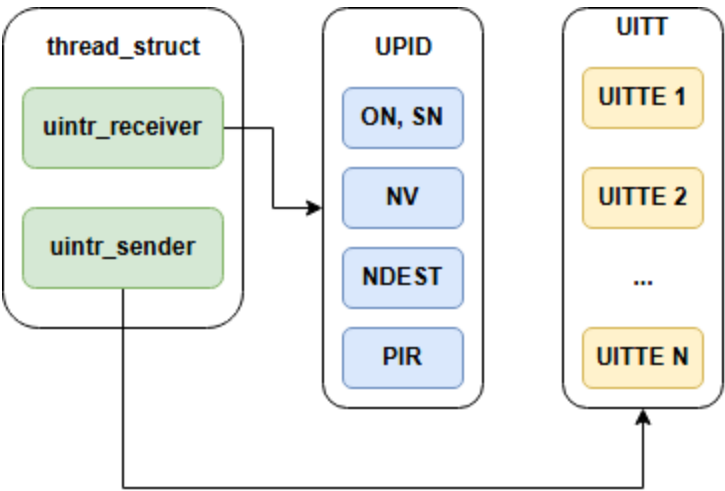 thread_struct
uintr_receiver
uintr_sender
UPID
ON, SN
NV
NDEST
PIR
UITT
UITTE 1
UITTE 2
...
UITTE N